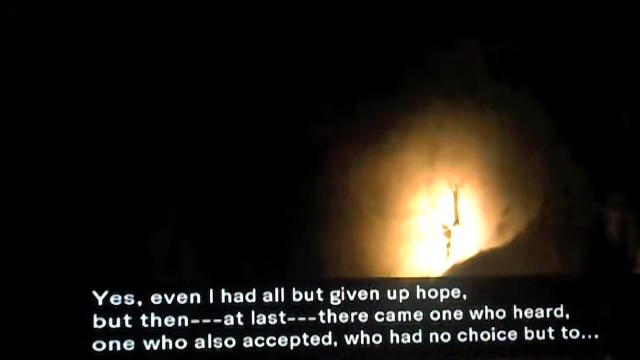 Yes, even I had all but given up hope,
but then---at last---there came one who heard,
one who also accepted, who had no choice but to...